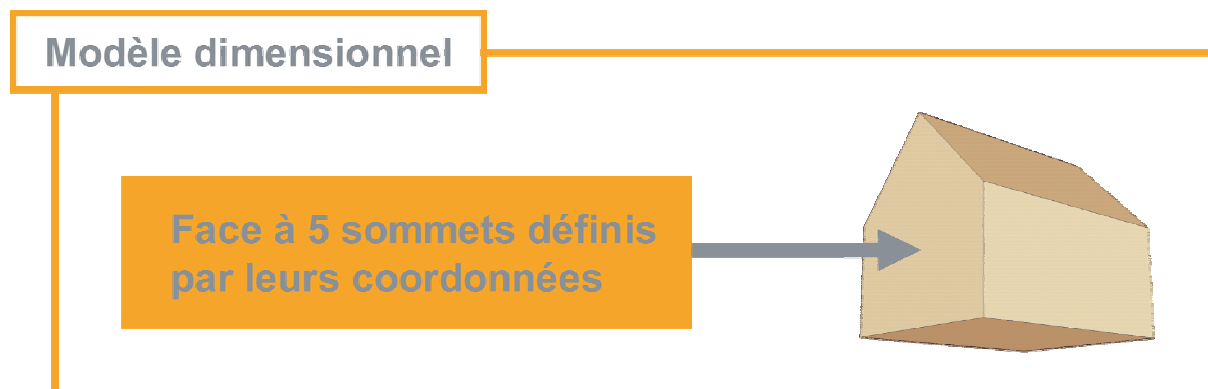 Modèle dimensionnel
Face à 5 sommets définis
par leurs coordonnées